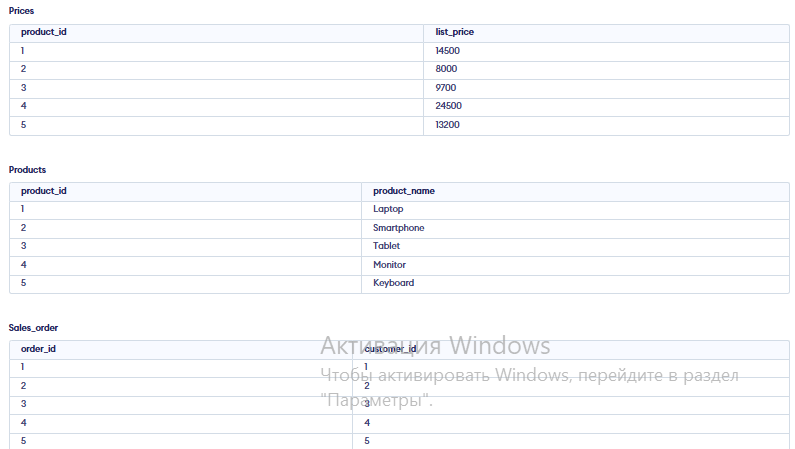 Prices
product_id list_price
1 14500
2 8000
3 9700
4 24500
5 13200
Products
product_id product_name
1 Laptop
2 Smartphone
3 Tablet
4 Monitor
5 Keyboard
Sales_order
Активация Windows
order_id customer_id
1 1
Чтобы активировать Windows, перейдите в раздел
2 2
"Параметры".
3 3
4 4
5 5